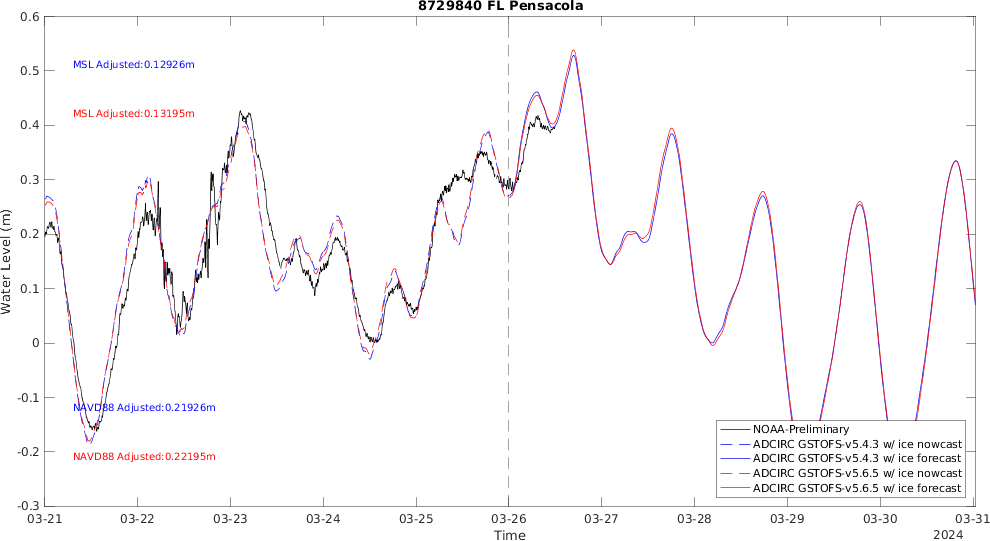 8729840 FL Pensacola
0.6
0.5
0.4
0.3
0.2
0.1
0
-0.1
-0.2
-0.3
Water Level (m)
MSL Adjusted:0.12926m
MSL Adjusted:0.13195m
NAVD88 Adjusted:0.21926m
NAVD88 Adjusted:0.22195m
NOAA-Preliminary
ADCIRC GSTOFS-v5.4.3 w/ ice nowcast
ADCIRC GSTOFS-v5.4.3 w/ ice forecast
ADCIRC GSTOFS-v5.6.5 w/ ice nowcast
ADCIRC GSTOFS-v5.6.5 w/ ice forecast
03-21 03-22 03-23 03-24 03-25 03-26 03-27 03-28 03-29 03-30 03-31
Time
2024